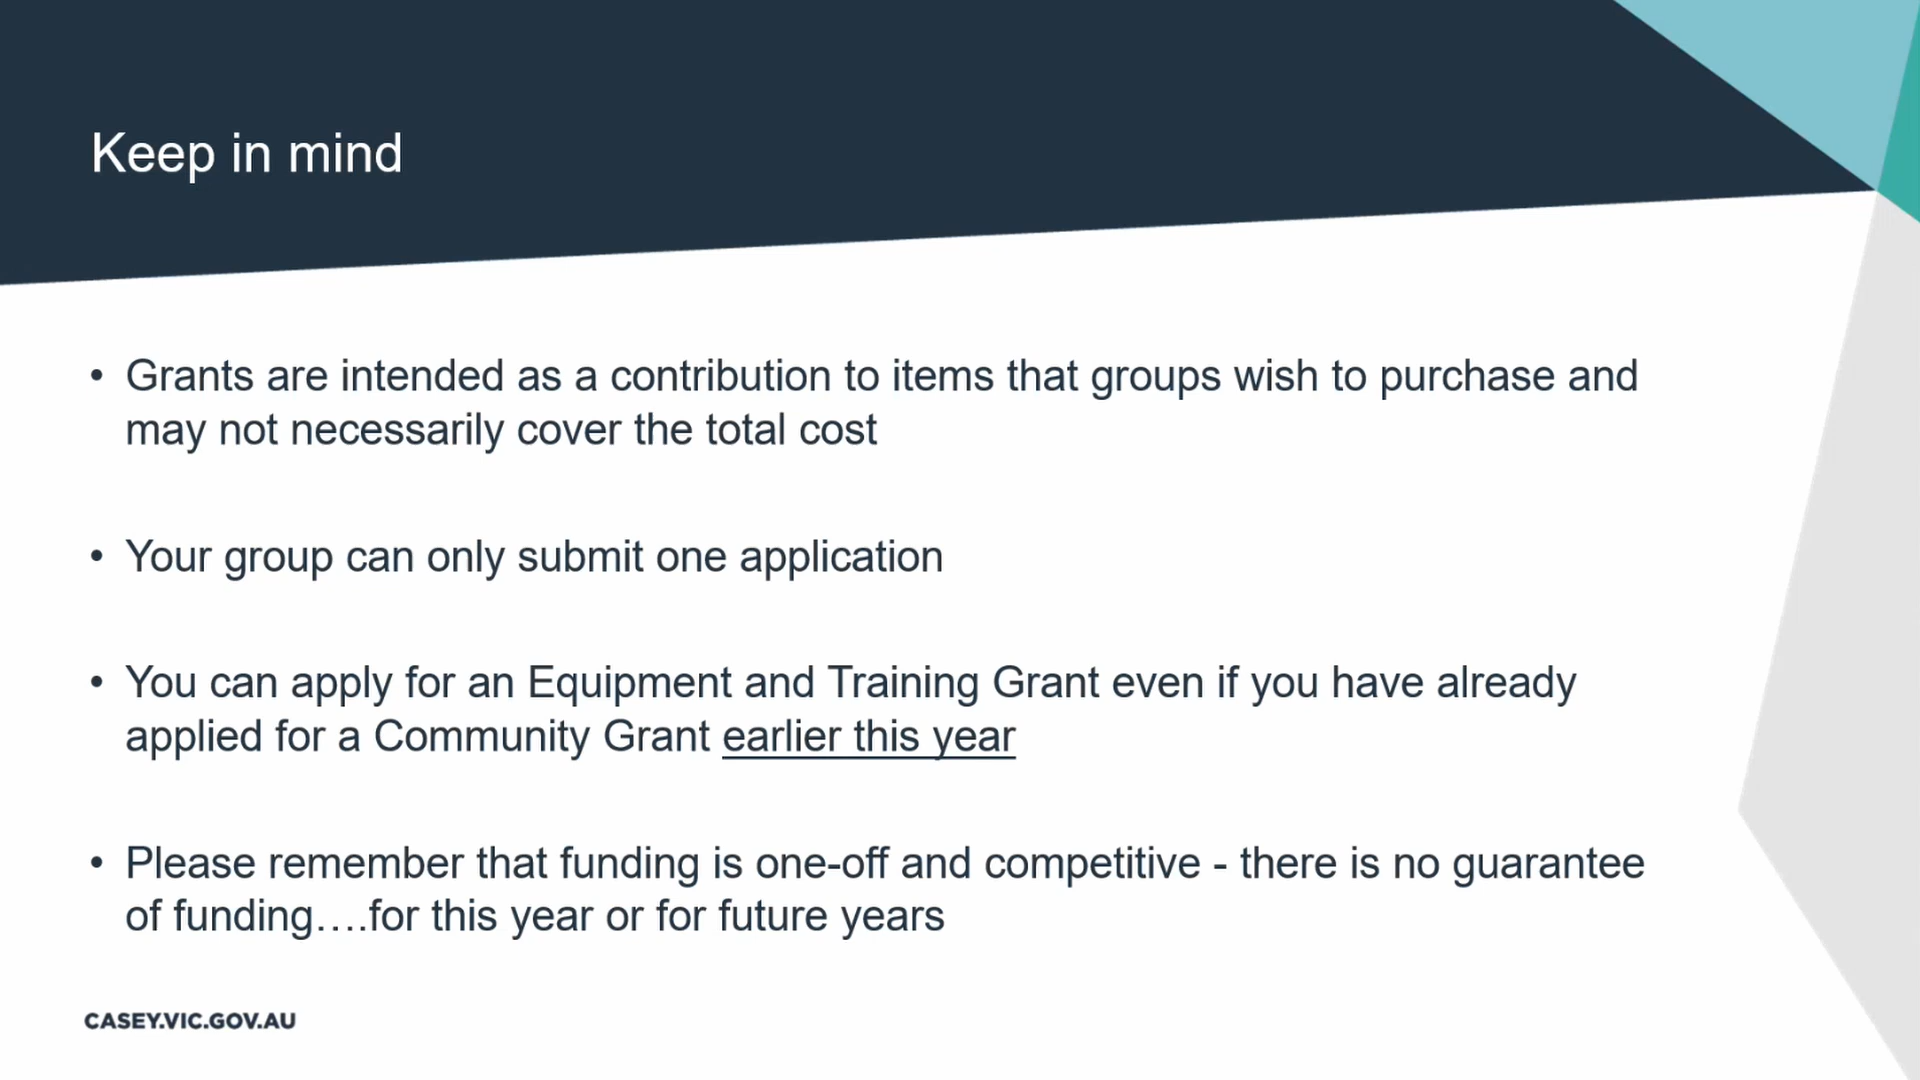 Keep in mind
• Grants are intended as a contribution to items that groups wish to purchase and
may not necessarily cover the total cost
• Your group can only submit one application
• You can apply for an Equipment and Training Grant even if you have already
applied for a Community Grant earlier this year
• Please remember that funding is one-off and competitive - there is no guarantee
of funding….for this year or for future years
CASEY.VIC.GOV.AU